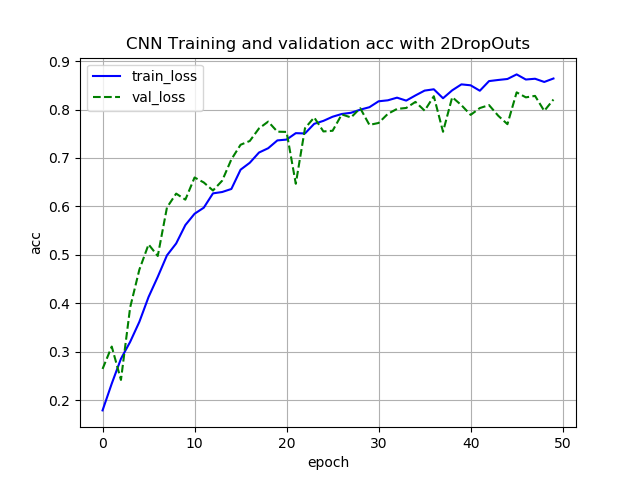 CNN Training and validation acc with 2DropOuts
train_loss
val_loss
acc
0.9
0.8
0.7
0.6
0.5
0.4
0.3
0.2
0 10 20 30 40 50
epoch